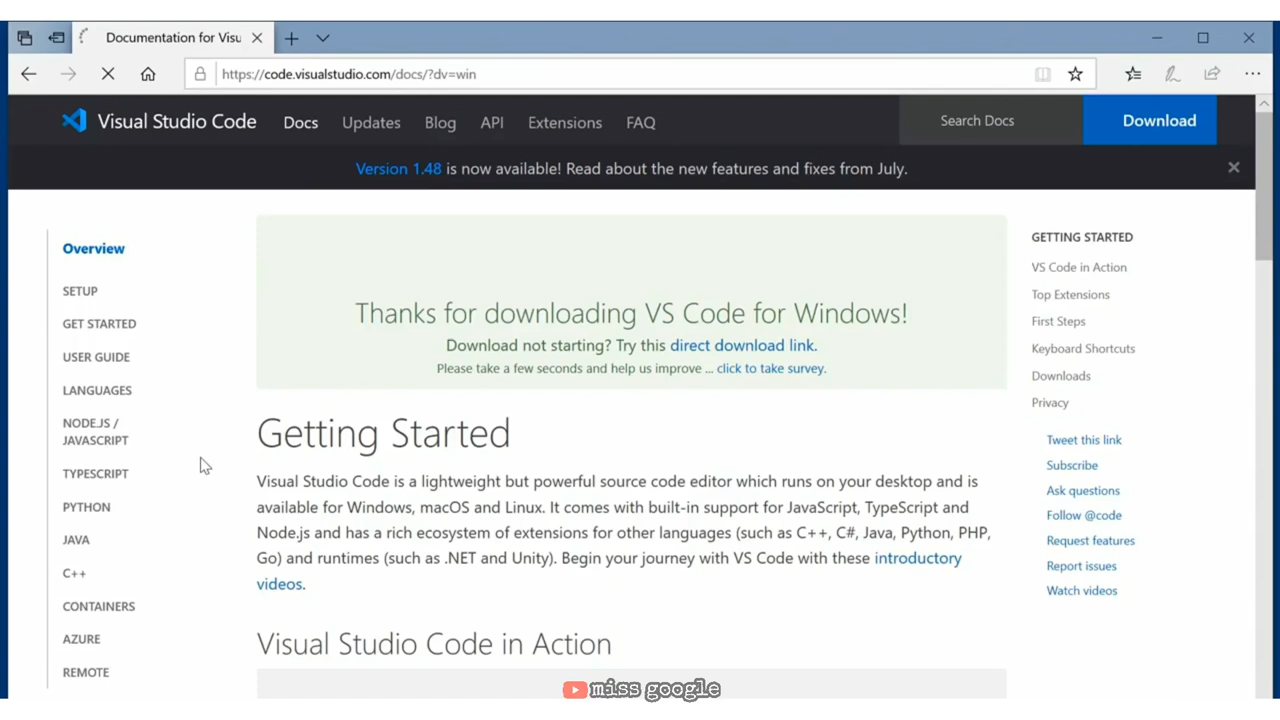 Documentation for Visu
https://code.visualstudio.com/docs/?dv=win
Visual Studio Code
Docs
Updates
Blog
API
Extensions
FAQ
Search Docs
Download
Version 1.48 is now available! Read about the new features and fixes from July.
Overview
SETUP
GET STARTED
USER GUIDE
LANGUAGES
NODE.JS /
JAVASCRIPT
TYPESCRIPT
PYTHON
JAVA
C++
CONTAINERS
AZURE
REMOTE
Thanks for downloading VS Code for Windows!
Download not starting? Try this direct download link.
Please take a few seconds and help us improve ... click to take survey.
Getting Started
Visual Studio Code is a lightweight but powerful source code editor which runs on your desktop and is
available for Windows, macOS and Linux. It comes with built-in support for JavaScript, TypeScript and
Node.js and has a rich ecosystem of extensions for other languages (such as C++, C#, Java, Python, PHP,
Go) and runtimes (such as .NET and Unity). Begin your journey with VS Code with these introductory
videos.
Visual Studio Code in Action
GETTING STARTED
VS Code in Action
Top Extensions
First Steps
Keyboard Shortcuts
Downloads
Privacy
Tweet this link
Subscribe
Ask questions
Follow @code
Request features
Report issues
Watch videos
miss google